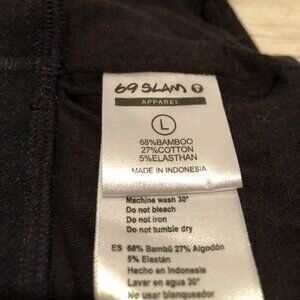 69 SLAM
APPAREL
L
68%BAMBOO
27%COTTON
5%ELASTHAN
MADE IN INDONESIA
Machine wash 30°
Do not bleach
Do not iron
Do not tumble dry
ES 68% Bambú 27% Algodón
5% Elastán
Hecho en Indonesia
Lavar en agua 30°
No usar blanqueador